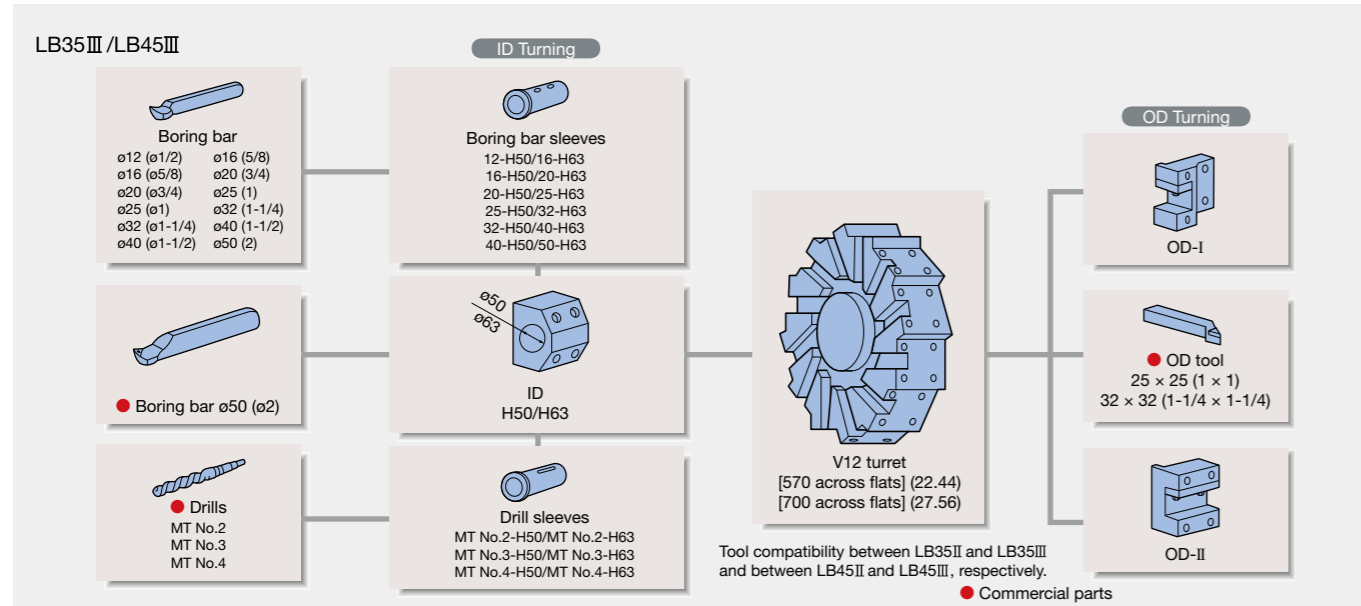 LB35Ⅲ/LB45Ⅲ
ID Turning
Boring bar
ø12 (ø1/2) ø16 (5/8)
ø16 (ø5/8) ø20 (3/4)
ø20 (ø3/4) ø25 (1)
ø25 (ø1) ø32 (1-1/4)
ø32 (ø1-1/4) ø40 (1-1/2)
ø40 (ø1-1/2) ø50 (2)
Boring bar sleeves
12-H50/16-H63
16-H50/20-H63
20-H50/25-H63
25-H50/32-H63
32-H50/40-H63
40-H50/50-H63
Boring bar ø50 (ø2)
ø50
ø63
ID
H50/H63
Drills
MT No.2
MT No.3
MT No.4
Drill sleeves
MT No.2-H50/MT No.2-H63
MT No.3-H50/MT No.3-H63
MT No.4-H50/MT No.4-H63
V12 turret
[570 across flats] (22.44)
[700 across flats] (27.56)
OD Turning
OD-I
OD tool
25 × 25 (1 × 1)
32 × 32 (1-1/4 × 1-1/4)
OD-Ⅱ
Tool compatibility between LB35Ⅱ and LB35Ⅲ
and between LB45Ⅱ and LB45Ⅲ, respectively.
Commercial parts